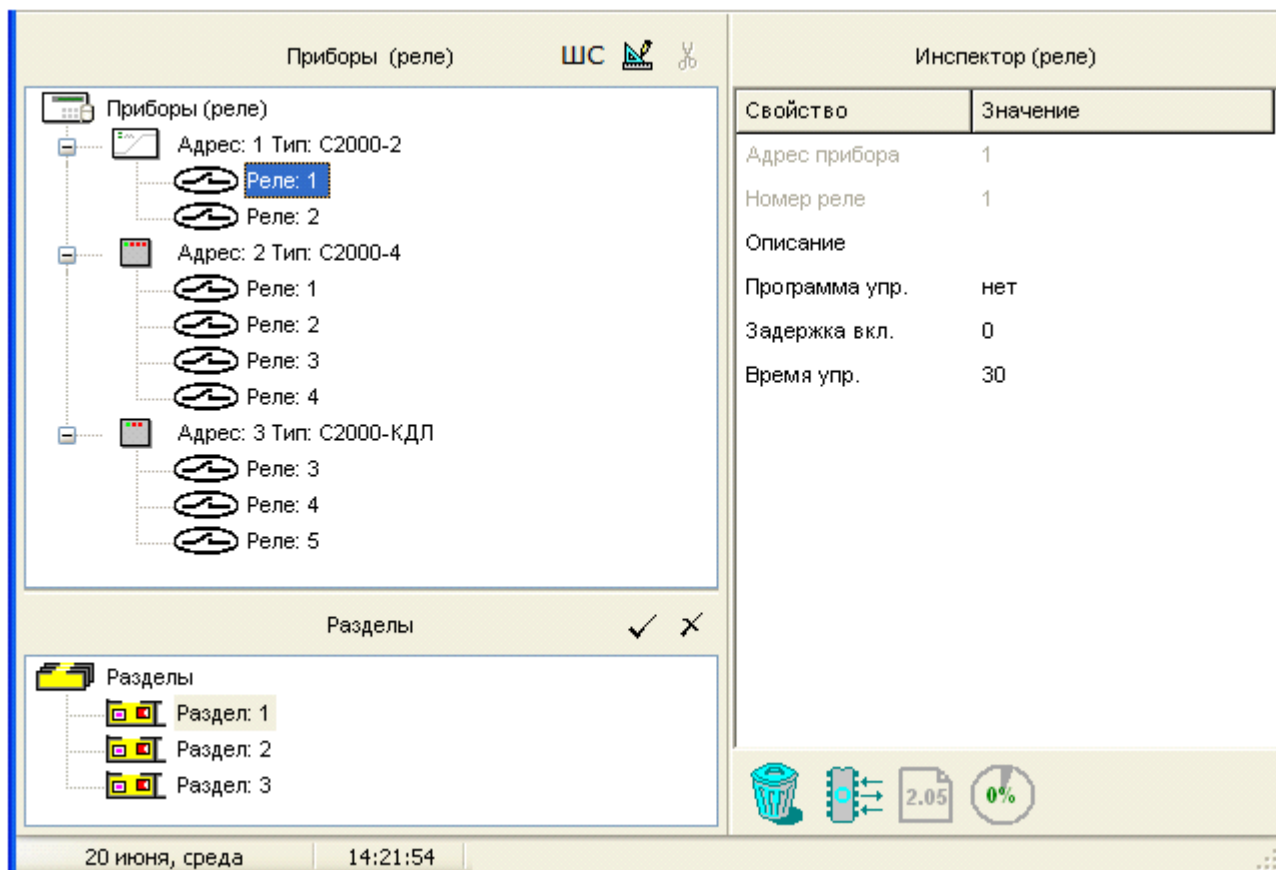 Приборы (реле)
ШС
Приборы (реле)
Адрес: 1 Тип: С2000-2
Реле: 1
Реле: 2
Адрес: 2 Тип: С2000-4
Реле: 1
Реле: 2
Реле: 3
Реле: 4
Адрес: 3 Тип: С2000-КДЛ
Реле: 3
Реле: 4
Реле: 5
Разделы
Разделы
Раздел: 1
Раздел: 2
Раздел: 3
Инспектор (реле)
Свойство Значение
Адрес прибора 1
Номер реле 1
Описание
Программа упр. нет
Задержка вкл. 0
Время упр. 30
2.05
0%
20 июня, среда 14:21:54